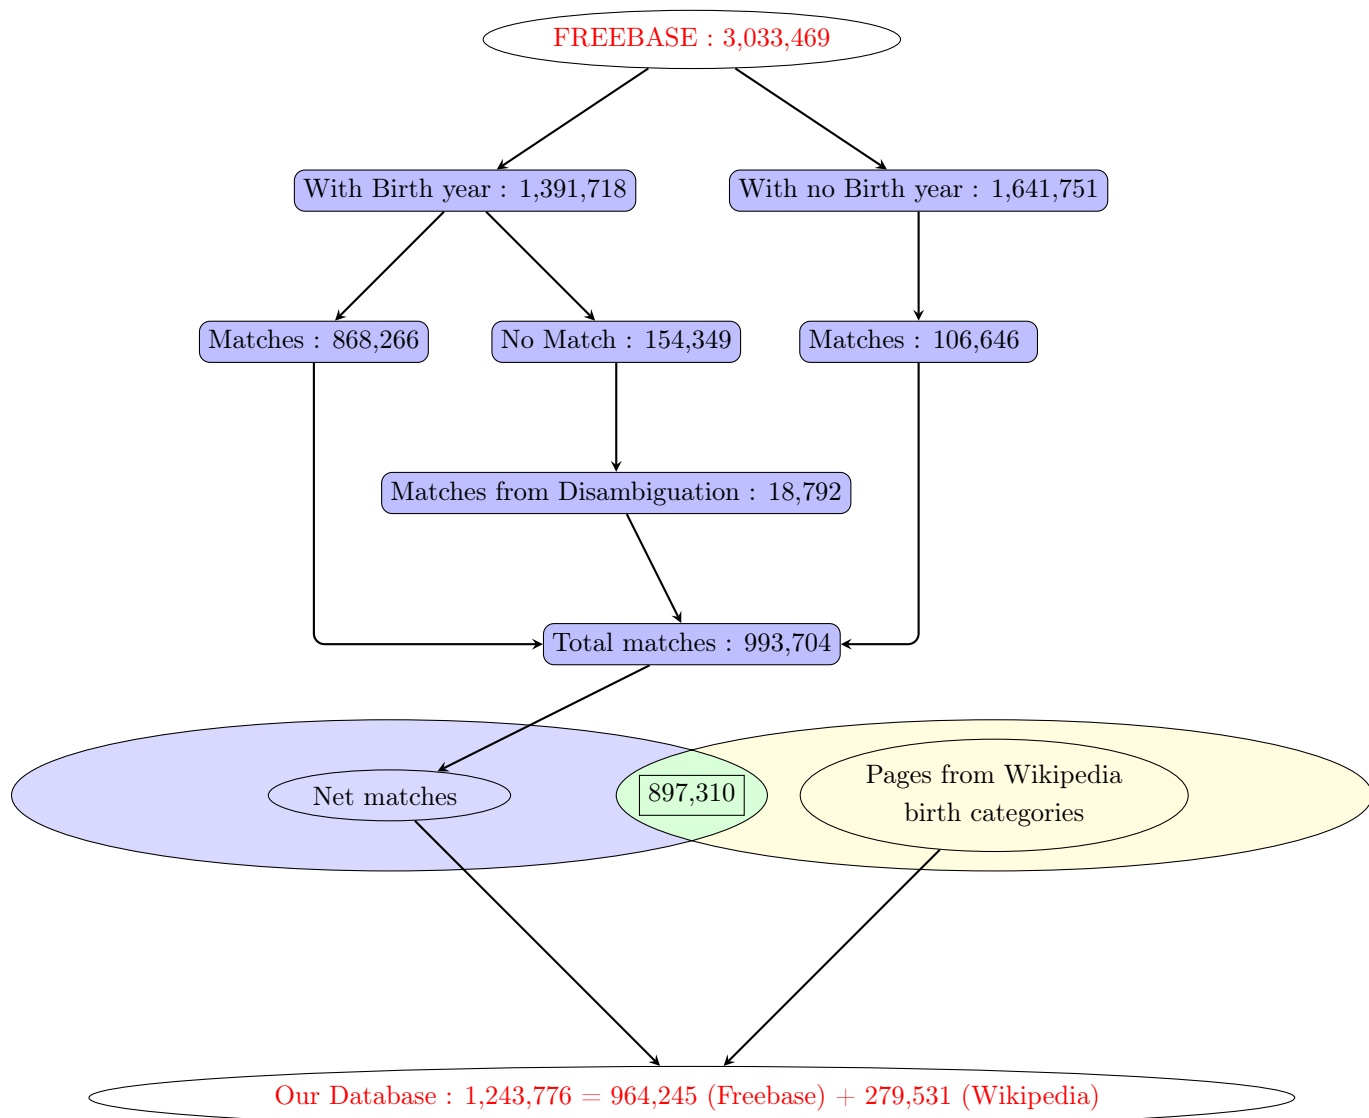 FREEBASE : 3,033,469
With Birth year : 1,391,718
With no Birth year : 1,641,751
Matches : 868,266
No Match : 154,349
Matches : 106,646
Matches from Disambiguation : 18,792
Total matches : 993,704
Net matches
897,310
Pages from Wikipedia
birth categories
Our Database : 1,243,776 = 964,245 (Freebase) + 279,531 (Wikipedia)